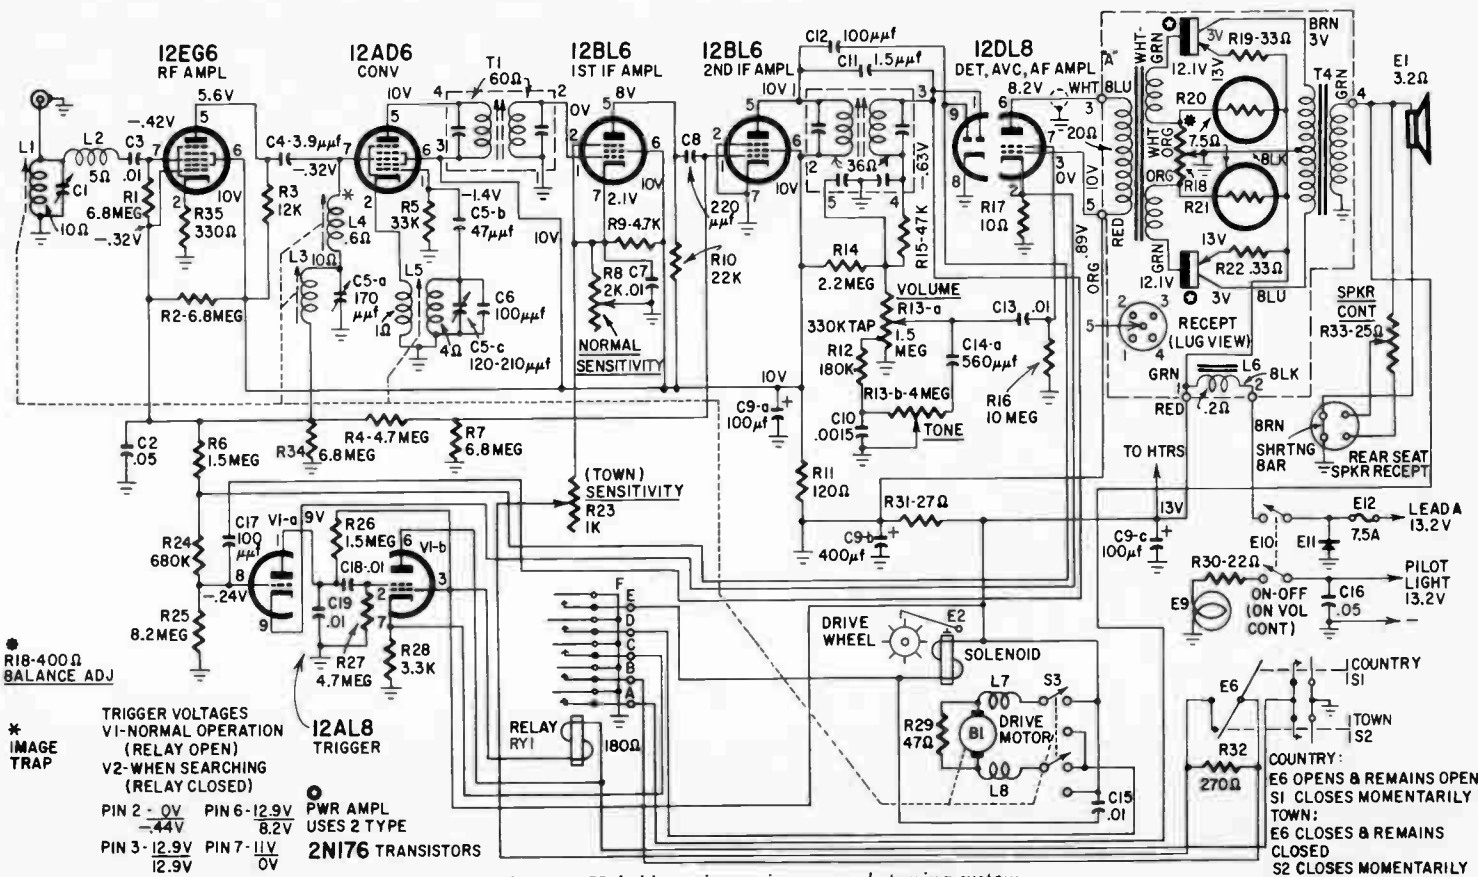 12EG6
RF AMPL
12AD6
CONV
T1
60Ω
12BL6
1ST IF AMPL
12BL6
2ND IF AMPL
C12
100μμf
C11
1.5μμf
12DL8
DET, AVC, AF AMPL
8.2V
"A"
WHT
8LU
WHT-
GRN
3V
BRN
3V
R19-33Ω
12.1V
13V
R20
7.5Ω
T4
GRN
4
E1
3.2Ω
L1
L2
5Ω
C3
.01
-.42V
5.6V
C4-3.9μμf
-.32V
10V
10V
0V
8V
10V
C8
220
μμf
10V
10V
36Ω
.63V
20Ω
WHT
ORG
ORG
8LK
R18
R21
C1
10Ω
R1
6.8MEG
-.32V
R35
330Ω
10V
R3
12K
L4
.6Ω
10Ω
R5
33K
-1.4V
C5-b
47μμf
10V
2.1V
R9-4.7K
R8
2K
C7
.01
R10
22K
R14
2.2MEG
R15-47K
R17
10Ω
3V
0V
.89V
10V
ORG
RED
GRN
13V
R22.33Ω
12.1V
3V
8LU
L3
C5-a
170
μμf
L5
1Ω
4Ω
C6
100μμf
C5-c
120-210μμf
R2-6.8MEG
NORMAL
SENSITIVITY
VOLUME
R13-a
1.5
MEG
330K TAP
C13 .01
R12
180K
C14-a
560μμf
R13-b-4MEG
TONE
R16
10 MEG
C10
.0015
RECEPT
(LUG VIEW)
SPKR
CONT
R33-25Ω
GRN
RED
L6
.2Ω
8LK
8RN
SHRTNG
8AR
REAR SEAT
SPKR RECEPT
10V
C9-a
100μf
C2
.05
R6
1.5MEG
R34
6.8MEG
R4-4.7MEG
R7
6.8MEG
(TOWN)
SENSITIVITY
R23
1K
R11
120Ω
R31-27Ω
C9-b
400μf
TO HTRS
13V
C9-c
100μf
E10
E11
E12
7.5A
LEAD A
13.2V
R24
680K
C17
100
μμf
V1-a
9V
R26
1.5MEG
V1-b
C18-.01
-.24V
R25
8.2MEG
C19
.01
R27
4.7MEG
R28
3.3K
R30-22Ω
E9
ON-OFF
(ON VOL
CONT)
C16
.05
PILOT
LIGHT
13.2V
F
E
D
C
B
A
DRIVE
WHEEL
E2
SOLENOID
R18-400Ω
BALANCE ADJ
IMAGE
TRAP
12AL8
TRIGGER
RELAY
RY1
180Ω
R29
47Ω
L7
S3
B1
DRIVE
MOTOR
L8
C15
.01
E6
COUNTRY
S1
TOWN
S2
R32
270Ω
TRIGGER VOLTAGES
V1-NORMAL OPERATION
(RELAY OPEN)
V2-WHEN SEARCHING
(RELAY CLOSED)
PIN 2 - 0V
-.44V
PIN 6-12.9V
8.2V
PIN 3-12.9V
12.9V
PIN 7-11V
0V
PWR AMPL
USES 2 TYPE
2N176 TRANSISTORS
COUNTRY:
E6 OPENS & REMAINS OPEN
S1 CLOSES MOMENTARILY
TOWN:
E6 CLOSES & REMAINS
CLOSED
S2 CLOSES MOMENTARILY